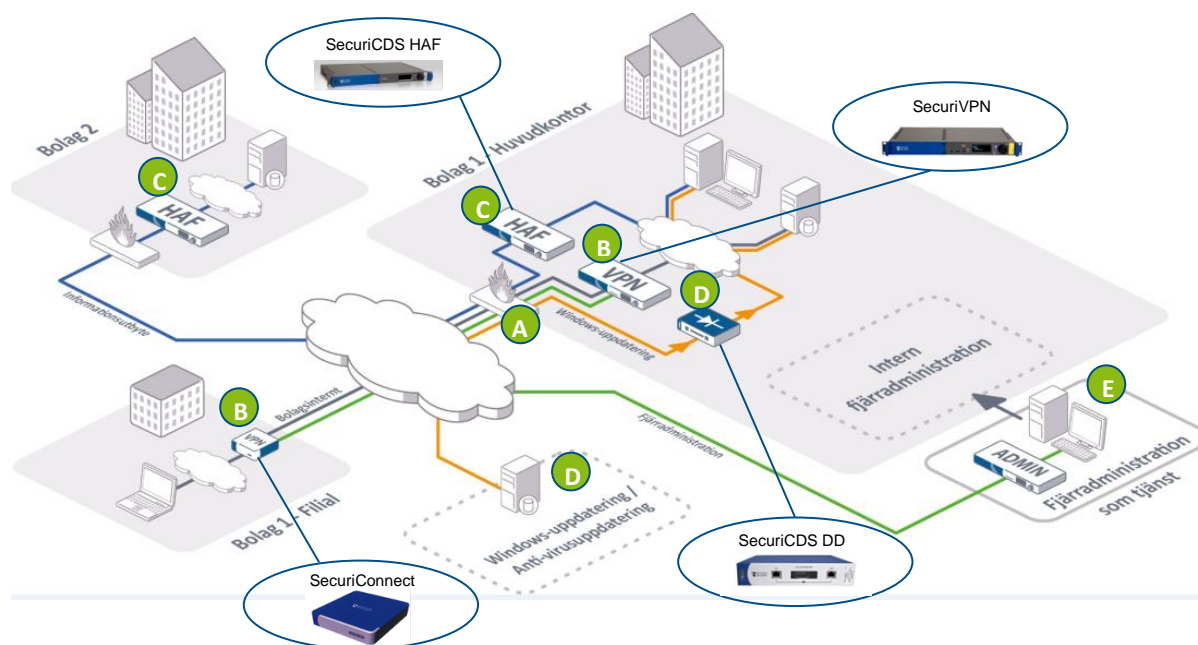 SecuriCDS HAF
SecuriVPN
Bolag 2
Bolag 1 - Huvudkontor
C
HAF
C
HAF
B
VPN
D
A
Informationsutbyte
Windows-uppdatering
Intern
fjärradministration
E
B
VPN
Bolagsinternt
Fjärradministration
ADMIN
Fjärradministration
som tjänst
D
Bolag 1 - Filial
Windows-uppdatering /
Anti-virusuppdatering
SecuriCDS DD
SecuriConnect